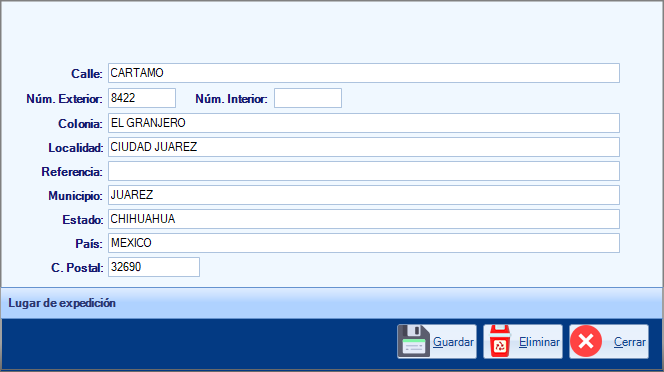 Calle: CARTAMO
Núm. Exterior: 8422 Núm. Interior:
Colonia: EL GRANJERO
Localidad: CIUDAD JUAREZ
Referencia:
Municipio: JUAREZ
Estado: CHIHUAHUA
País: MEXICO
C. Postal: 32690
Lugar de expedición
Guardar Eliminar Cerrar